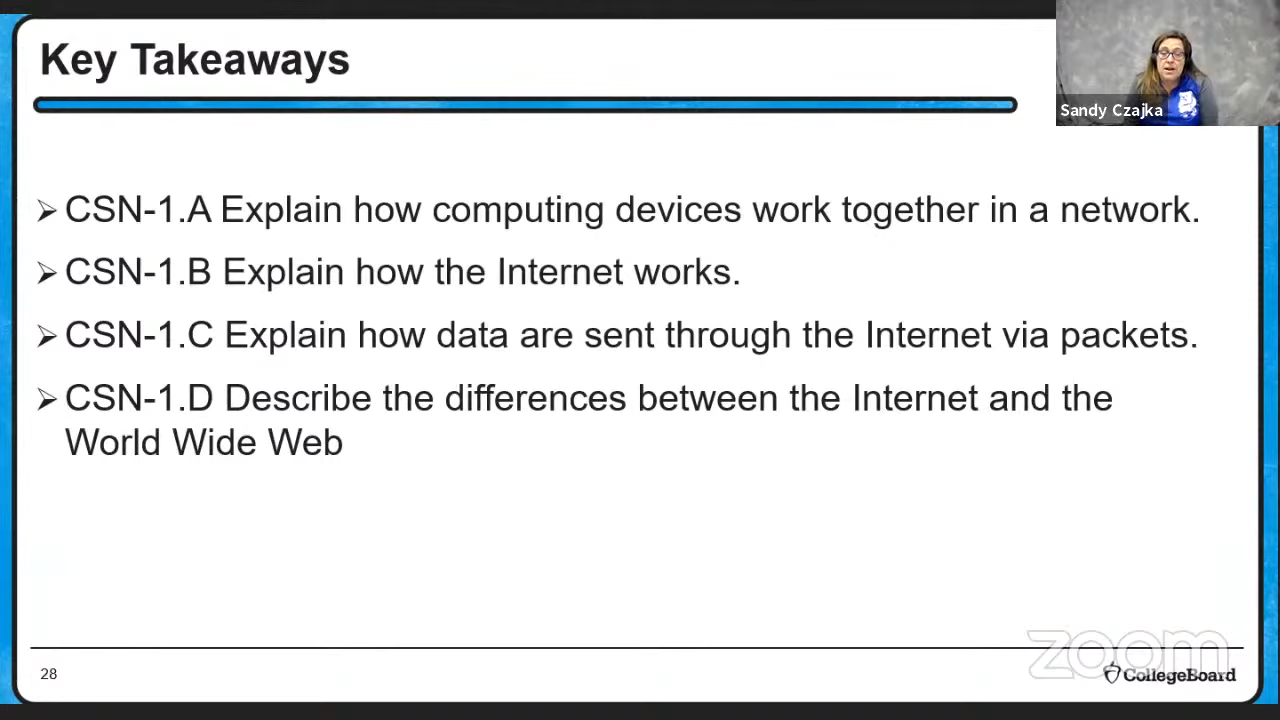 Key Takeaways
Sandy Czajka
➢ CSN-1.A Explain how computing devices work together in a network.
➢ CSN-1.B Explain how the Internet works.
➢ CSN-1.C Explain how data are sent through the Internet via packets.
➢ CSN-1.D Describe the differences between the Internet and the
World Wide Web
zoom
28
CollegeBoard